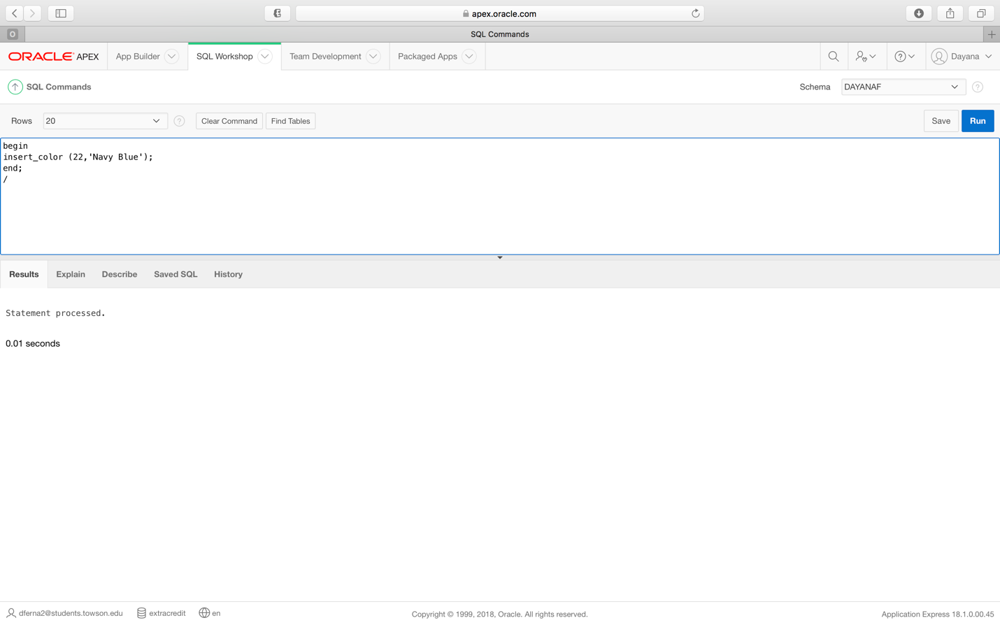 apex.oracle.com
O
SQL Commands
ORACLE APEX App Builder SQL Workshop Team Development Packaged Apps ? Dayana
SQL Commands Schema DAYANAF ?
Rows 20 ? Clear Command Find Tables Save Run
begin
insert_color (22,'Navy Blue');
end;
/
Results Explain Describe Saved SQL History
Statement processed.
0.01 seconds
dferna2@students.towson.edu extracredit en Copyright © 1999, 2018, Oracle. All rights reserved. Application Express 18.1.0.00.45